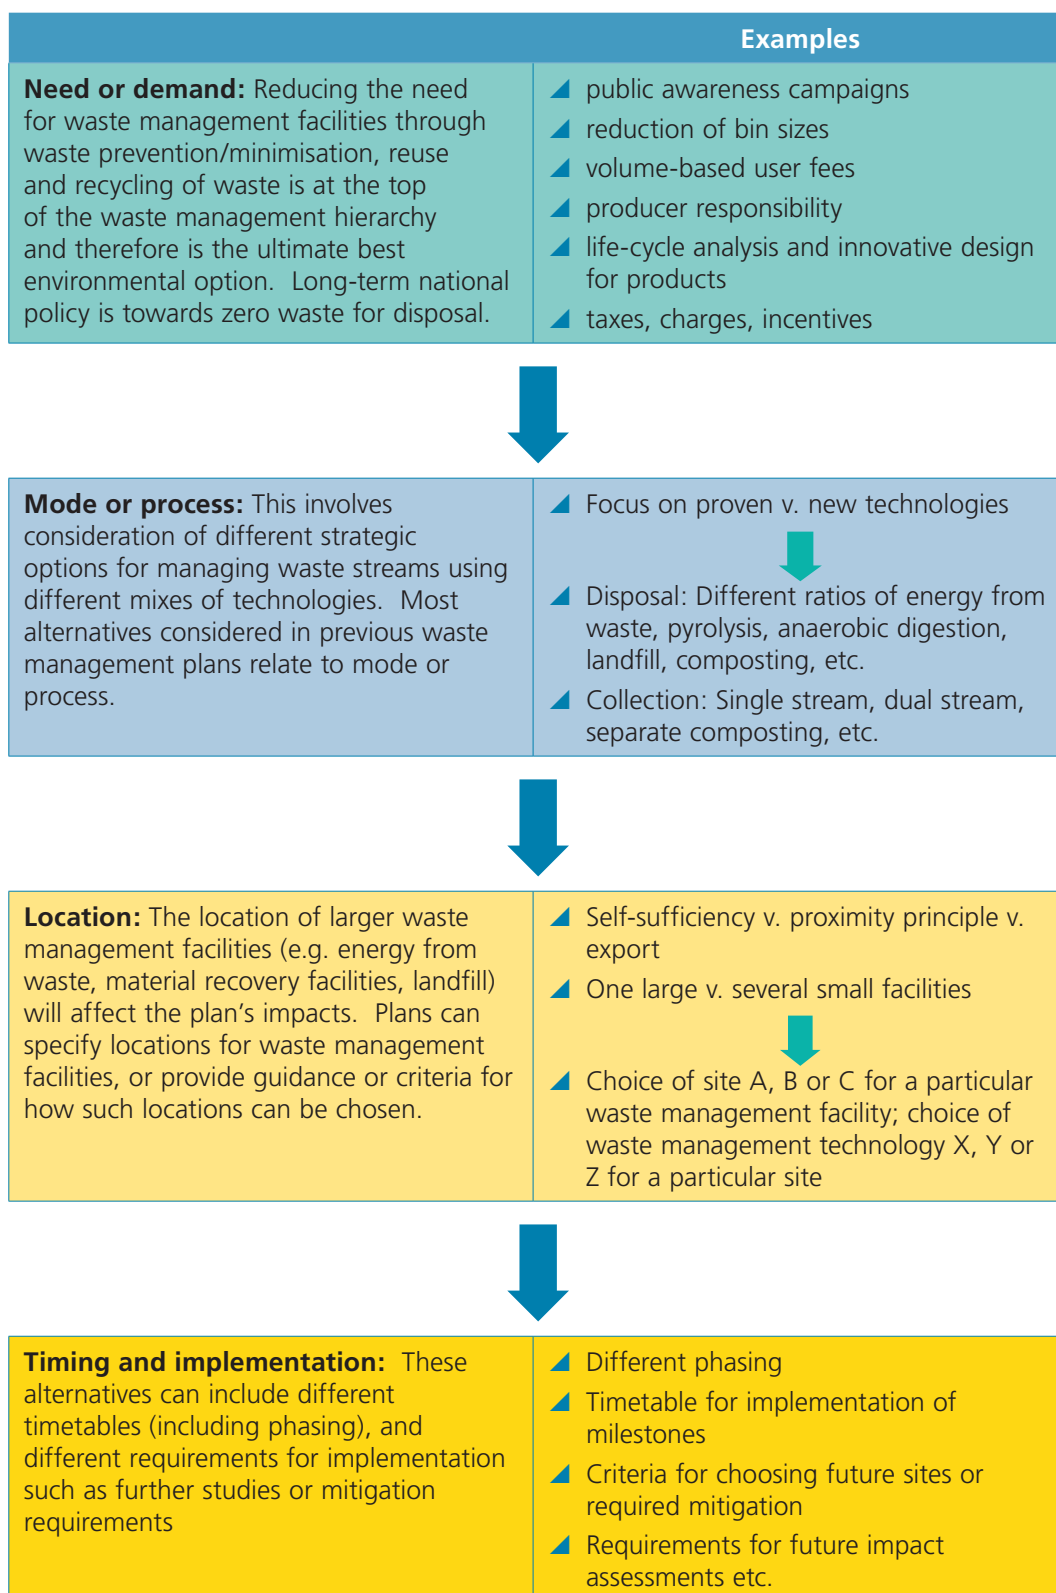 Examples
Need or demand: Reducing the need
for waste management facilities through
waste prevention/minimisation, reuse
and recycling of waste is at the top
of the waste management hierarchy
and therefore is the ultimate best
environmental option. Long-term national
policy is towards zero waste for disposal.
public awareness campaigns
reduction of bin sizes
volume-based user fees
producer responsibility
life-cycle analysis and innovative design
for products
taxes, charges, incentives
Mode or process: This involves
consideration of different strategic
options for managing waste streams using
different mixes of technologies. Most
alternatives considered in previous waste
management plans relate to mode or
process.
Focus on proven v. new technologies
Disposal: Different ratios of energy from
waste, pyrolysis, anaerobic digestion,
landfill, composting, etc.
Collection: Single stream, dual stream,
separate composting, etc.
Location: The location of larger waste
management facilities (e.g. energy from
waste, material recovery facilities, landfill)
will affect the plan's impacts. Plans can
specify locations for waste management
facilities, or provide guidance or criteria for
how such locations can be chosen.
Self-sufficiency v. proximity principle v.
export
One large v. several small facilities
Choice of site A, B or C for a particular
waste management facility; choice of
waste management technology X, Y or
Z for a particular site
Timing and implementation: These
alternatives can include different
timetables (including phasing), and
different requirements for implementation
such as further studies or mitigation
requirements
Different phasing
Timetable for implementation of
milestones
Criteria for choosing future sites or
required mitigation
Requirements for future impact
assessments etc.